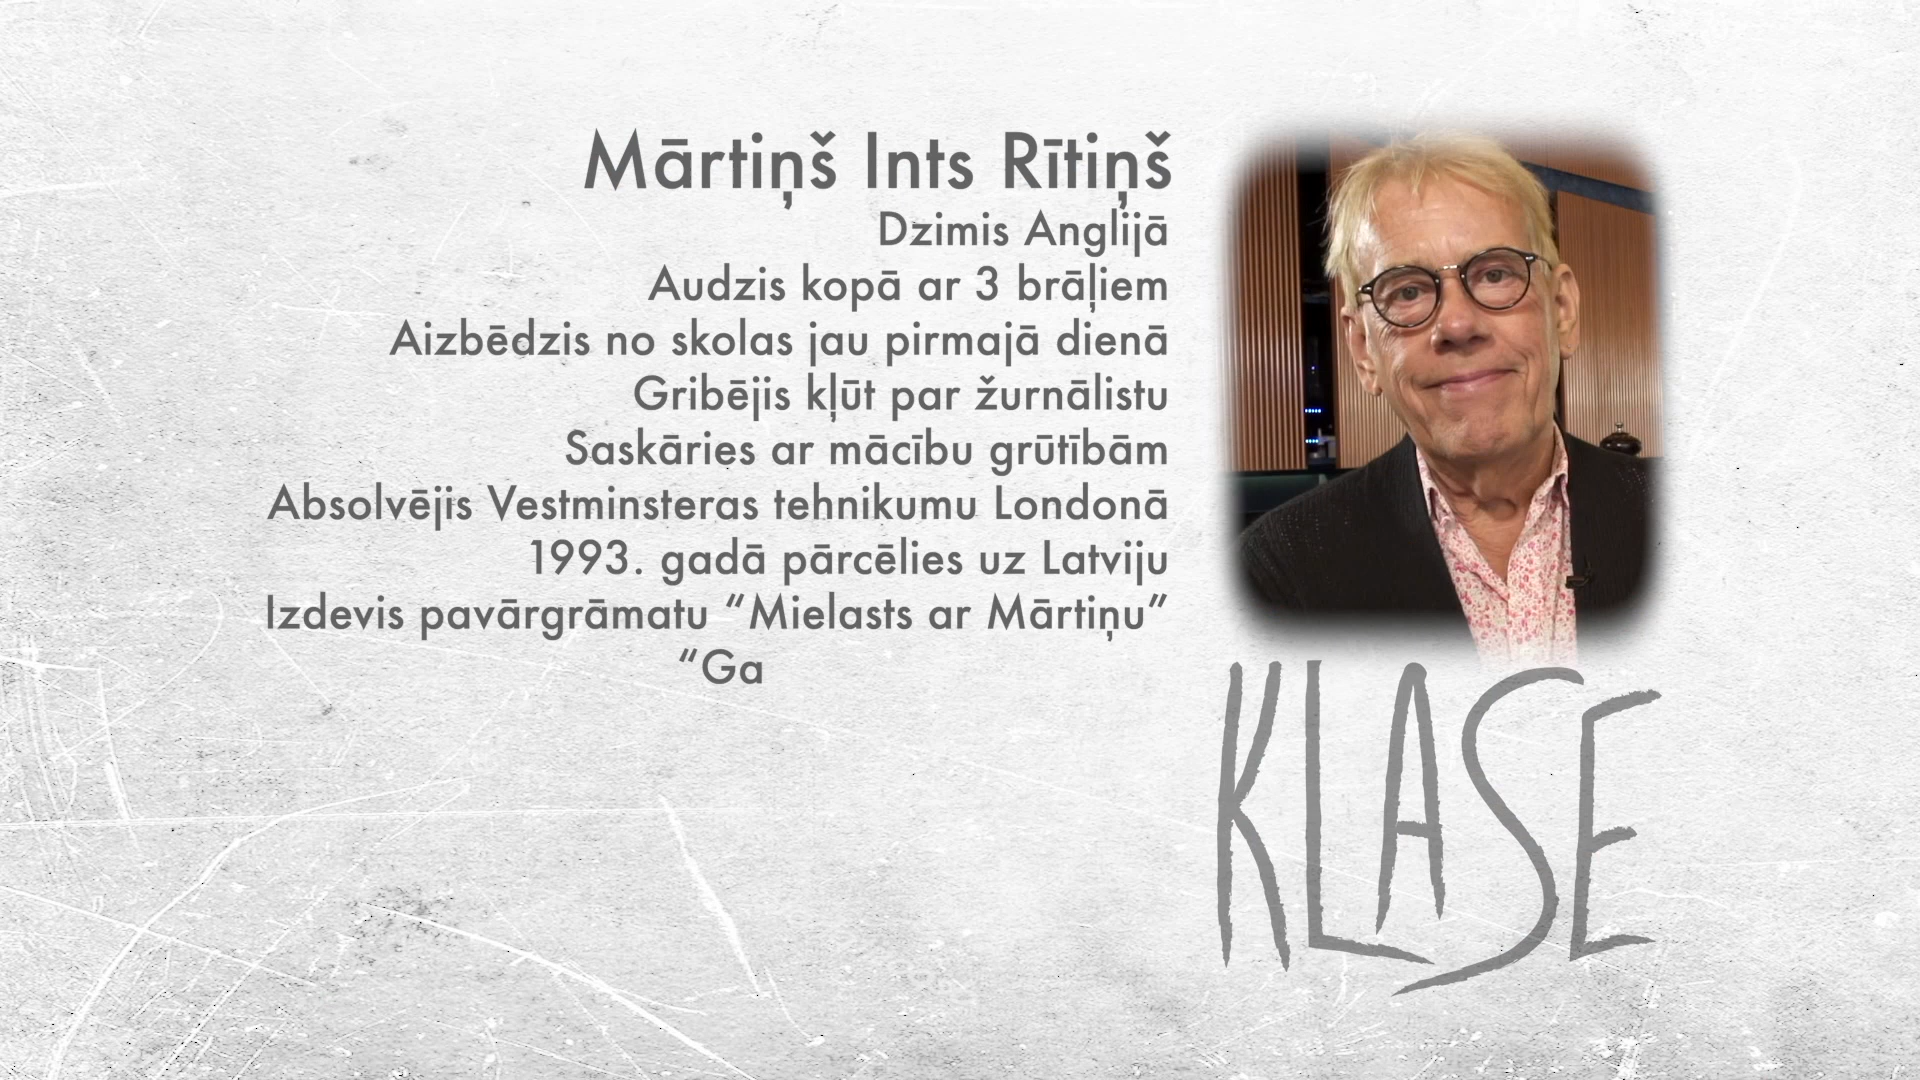 Mārtiņš Ints Rītiņš
Dzimis Anglijā
Audzis kopā ar 3 brāļiem
Aizbēdzis no skolas jau pirmajā dienā
Gribējis kļūt par žurnālistu
Saskāries ar mācību grūtībām
Absolvējis Vestminsteras tehnikumu Londonā
1993. gadā pārcēlies uz Latviju
Izdevis pavārgrāmatu “Mielasts ar Mārtiņu”
“Ga
KLASE